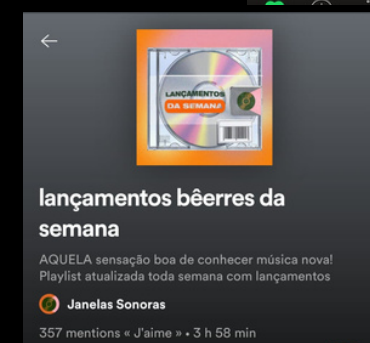 LANÇAMENTOS
DA SEMANA
lançamentos bêerres da
semana
AQUELA sensação boa de conhecer música nova!
Playlist atualizada toda semana com lançamentos
Janelas Sonoras
357 mentions « J'aime » • 3 h 58 min